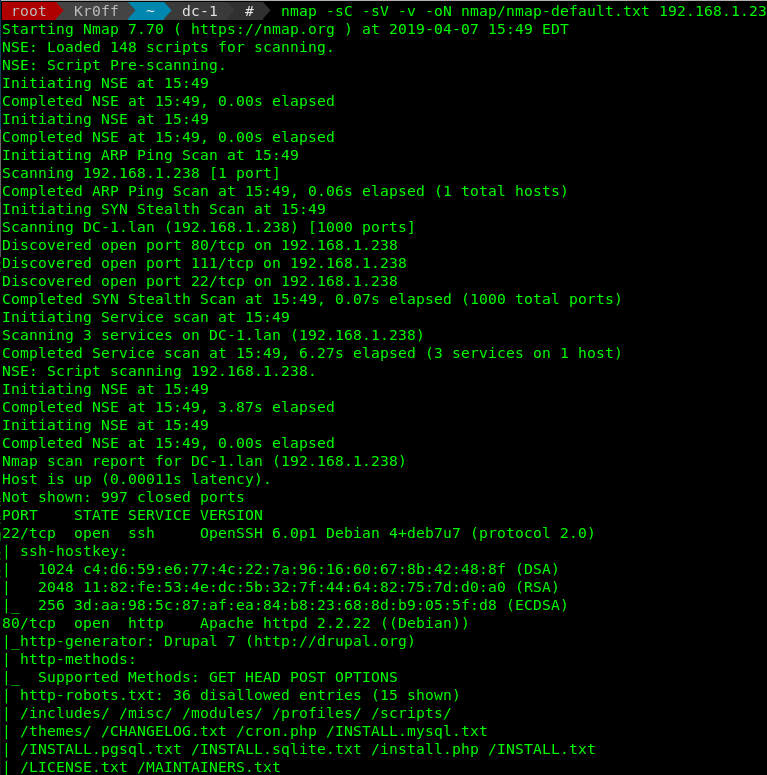 root Kr0ff ~ dc-1 # nmap -sC -sV -v -oN nmap/nmap-default.txt 192.168.1.23
Starting Nmap 7.70 ( https://nmap.org ) at 2019-04-07 15:49 EDT
NSE: Loaded 148 scripts for scanning.
NSE: Script Pre-scanning.
Initiating NSE at 15:49
Completed NSE at 15:49, 0.00s elapsed
Initiating NSE at 15:49
Completed NSE at 15:49, 0.00s elapsed
Initiating ARP Ping Scan at 15:49
Scanning 192.168.1.238 [1 port]
Completed ARP Ping Scan at 15:49, 0.06s elapsed (1 total hosts)
Initiating SYN Stealth Scan at 15:49
Scanning DC-1.lan (192.168.1.238) [1000 ports]
Discovered open port 80/tcp on 192.168.1.238
Discovered open port 111/tcp on 192.168.1.238
Discovered open port 22/tcp on 192.168.1.238
Completed SYN Stealth Scan at 15:49, 0.07s elapsed (1000 total ports)
Initiating Service scan at 15:49
Scanning 3 services on DC-1.lan (192.168.1.238)
Completed Service scan at 15:49, 6.27s elapsed (3 services on 1 host)
NSE: Script scanning 192.168.1.238.
Initiating NSE at 15:49
Completed NSE at 15:49, 3.87s elapsed
Initiating NSE at 15:49
Completed NSE at 15:49, 0.00s elapsed
Nmap scan report for DC-1.lan (192.168.1.238)
Host is up (0.00011s latency).
Not shown: 997 closed ports
PORT    STATE SERVICE VERSION
22/tcp  open  ssh     OpenSSH 6.0p1 Debian 4+deb7u7 (protocol 2.0)
| ssh-hostkey:
|   1024 c4:d6:59:e6:77:4c:22:7a:96:16:60:67:8b:42:48:8f (DSA)
|   2048 11:82:fe:53:4e:dc:5b:32:7f:44:64:82:75:7d:d0:a0 (RSA)
|_  256 3d:aa:98:5c:87:af:ea:84:b8:23:68:8d:b9:05:5f:d8 (ECDSA)
80/tcp  open  http    Apache httpd 2.2.22 ((Debian))
|_http-generator: Drupal 7 (http://drupal.org)
| http-methods:
|_  Supported Methods: GET HEAD POST OPTIONS
| http-robots.txt: 36 disallowed entries (15 shown)
| /includes/ /misc/ /modules/ /profiles/ /scripts/
| /themes/ /CHANGELOG.txt /cron.php /INSTALL.mysql.txt
| /INSTALL.pgsql.txt /INSTALL.sqlite.txt /install.php /INSTALL.txt
| /LICENSE.txt /MAINTAINERS.txt